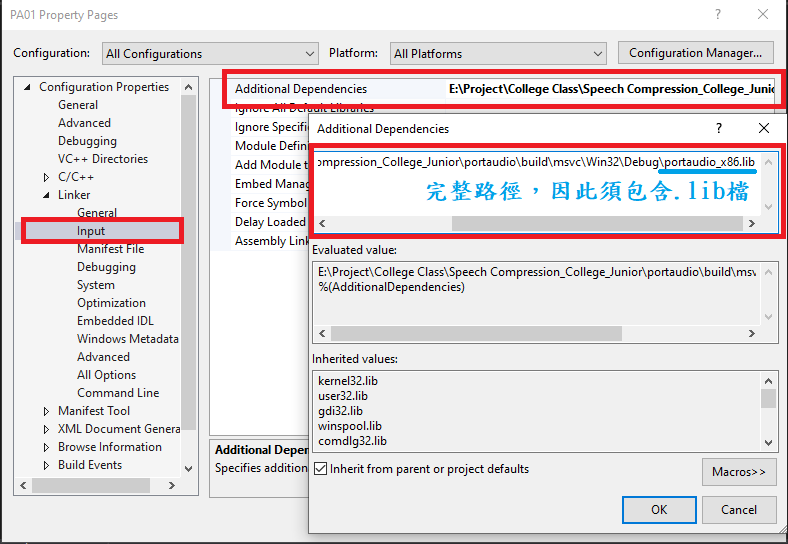 PA01 Property Pages
Configuration: All Configurations Platform: All Platforms Configuration Manager...
Configuration Properties
General
Advanced
Debugging
VC++ Directories
C/C++
Linker
General
Input
Manifest File
Debugging
System
Optimization
Embedded IDL
Windows Metadata
Advanced
All Options
Command Line
Manifest Tool
XML Document Genera
Browse Information
Build Events
Additional Dependencies E:\Project\College Class\Speech Compression_College_Junio
Ignore All Default Libraries
Ignore Specific
Module Defini
Add Module t
Embed Manag
Force Symbol
Delay Loaded
Assembly Link
Additional Depen
Specifies addition
Additional Dependencies
ompression_College_Junior\portaudio\build\msvc\Win32\Debug\portaudio_x86.lib
完整路徑，因此須包含.lib檔
Evaluated value:
E:\Project\College Class\Speech Compression_College_Junior\portaudio\build\msv
%(AdditionalDependencies)
Inherited values:
kernel32.lib
user32.lib
gdi32.lib
winspool.lib
comdlg32.lib
Inherit from parent or project defaults
Macros>>
OK Cancel